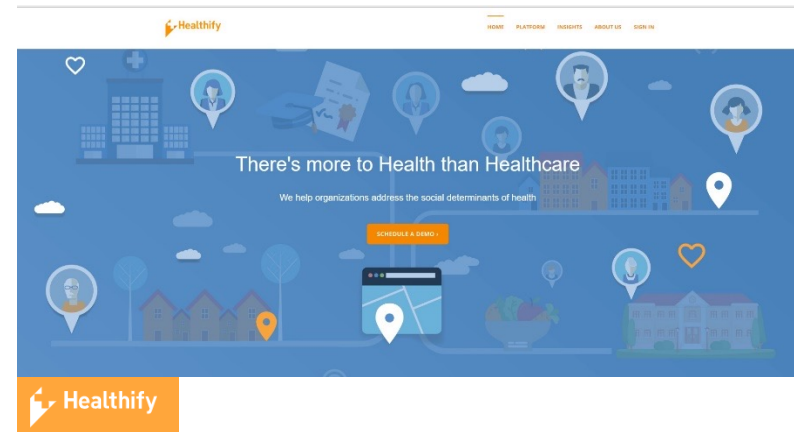 Healthify
HOME PLATFORM INSIGHTS ABOUT US SIGN IN
There's more to Health than Healthcare
We help organizations address the social determinants of health
SCHEDULE A DEMO ›
Healthify